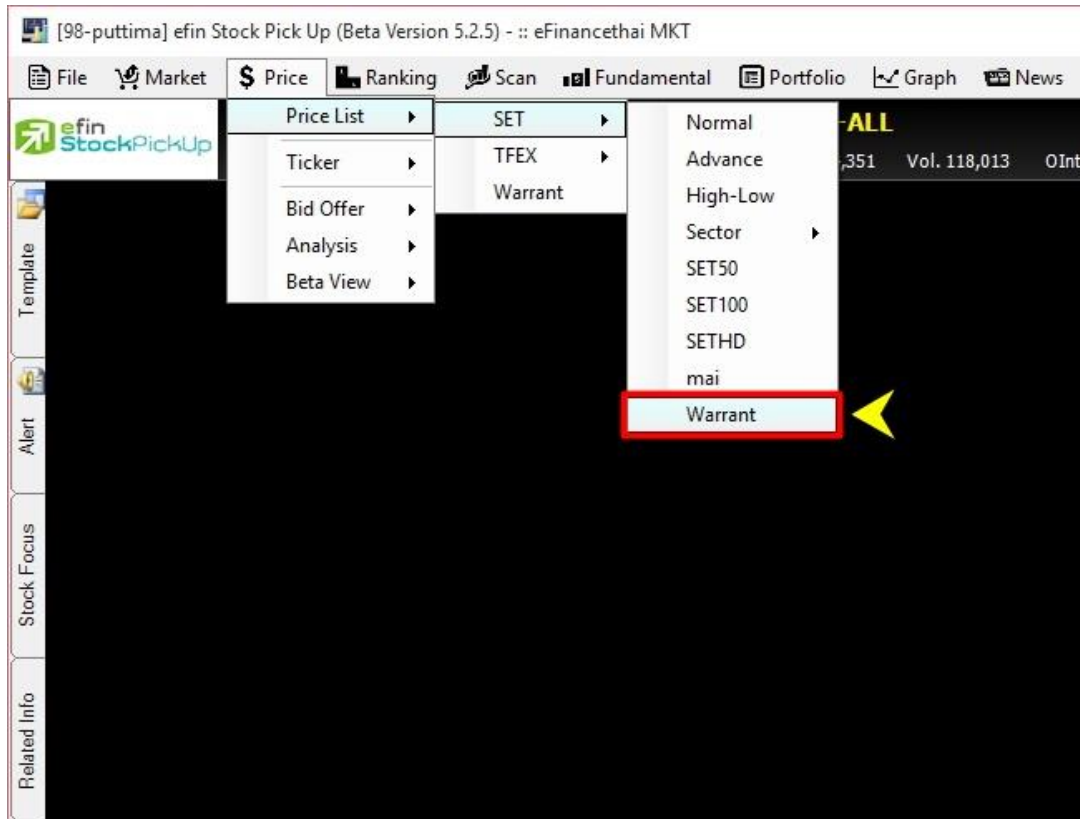 [98-puttima] efin Stock Pick Up (Beta Version 5.2.5) - :: eFinancethai MKT
File Market $ Price Ranking Scan Fundamental Portfolio Graph News
efin
StockPickUp
Price List
Ticker
Bid Offer
Analysis
Beta View
SET
TFEX
Warrant
Normal
Advance
High-Low
Sector
SET50
SET100
SETHD
mai
Warrant
-ALL
,351 Vol. 118,013 OInt
Template
Alert
Stock Focus
Related Info